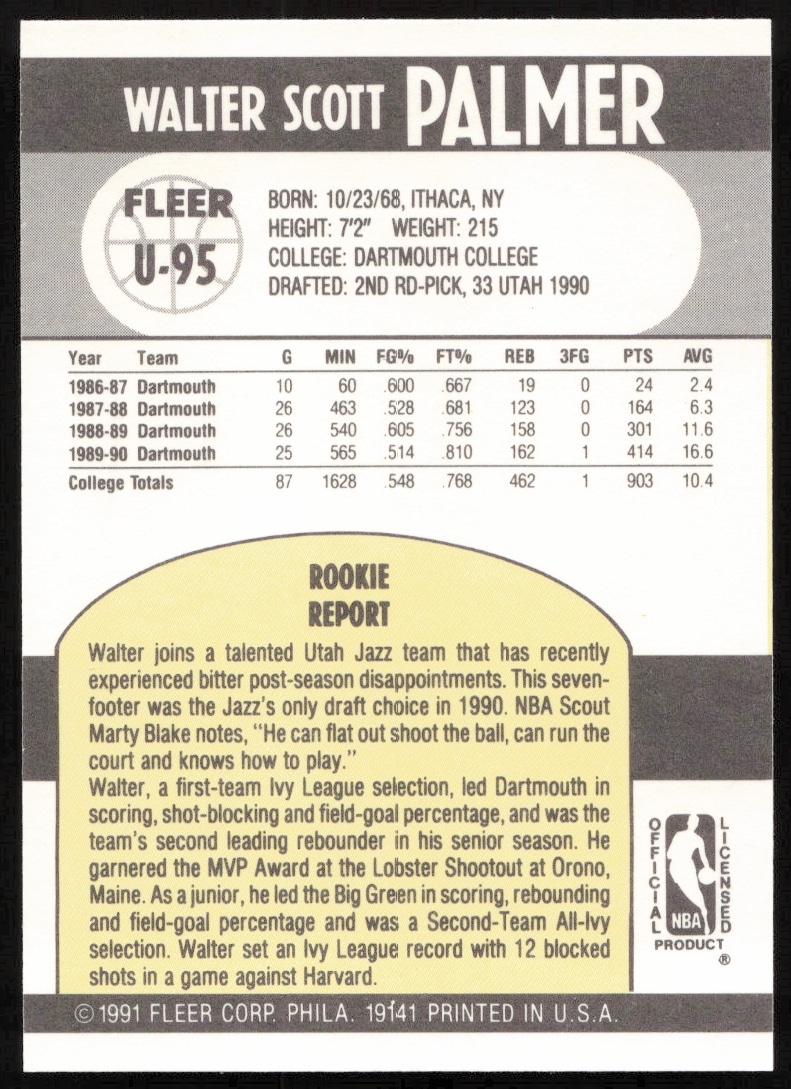 WALTER SCOTT PALMER
FLEER
U-95
BORN: 10/23/68, ITHACA, NY
HEIGHT: 7'2" WEIGHT: 215
COLLEGE: DARTMOUTH COLLEGE
DRAFTED: 2ND RD-PICK, 33 UTAH 1990
Year Team G MIN FG% FT% REB 3FG PTS AVG
1986-87 Dartmouth 10 60 .600 .667 19 0 24 2.4
1987-88 Dartmouth 26 463 .528 .681 123 0 164 6.3
1988-89 Dartmouth 26 540 .605 .756 158 0 301 11.6
1989-90 Dartmouth 25 565 .514 .810 162 1 414 16.6
College Totals 87 1628 .548 .768 462 1 903 10.4
ROOKIE
REPORT
Walter joins a talented Utah Jazz team that has recently
experienced bitter post-season disappointments. This seven-
footer was the Jazz's only draft choice in 1990. NBA Scout
Marty Blake notes, "He can flat out shoot the ball, can run the
court and knows how to play."
Walter, a first-team Ivy League selection, led Dartmouth in
scoring, shot-blocking and field-goal percentage, and was the
team's second leading rebounder in his senior season. He
garnered the MVP Award at the Lobster Shootout at Orono,
Maine. As a junior, he led the Big Green in scoring, rebounding
and field-goal percentage and was a Second-Team All-Ivy
selection. Walter set an Ivy League record with 12 blocked
shots in a game against Harvard.
OFFICIAL
LICENSED
NBA
PRODUCT
®
©1991 FLEER CORP. PHILA. 19141 PRINTED IN U.S.A.